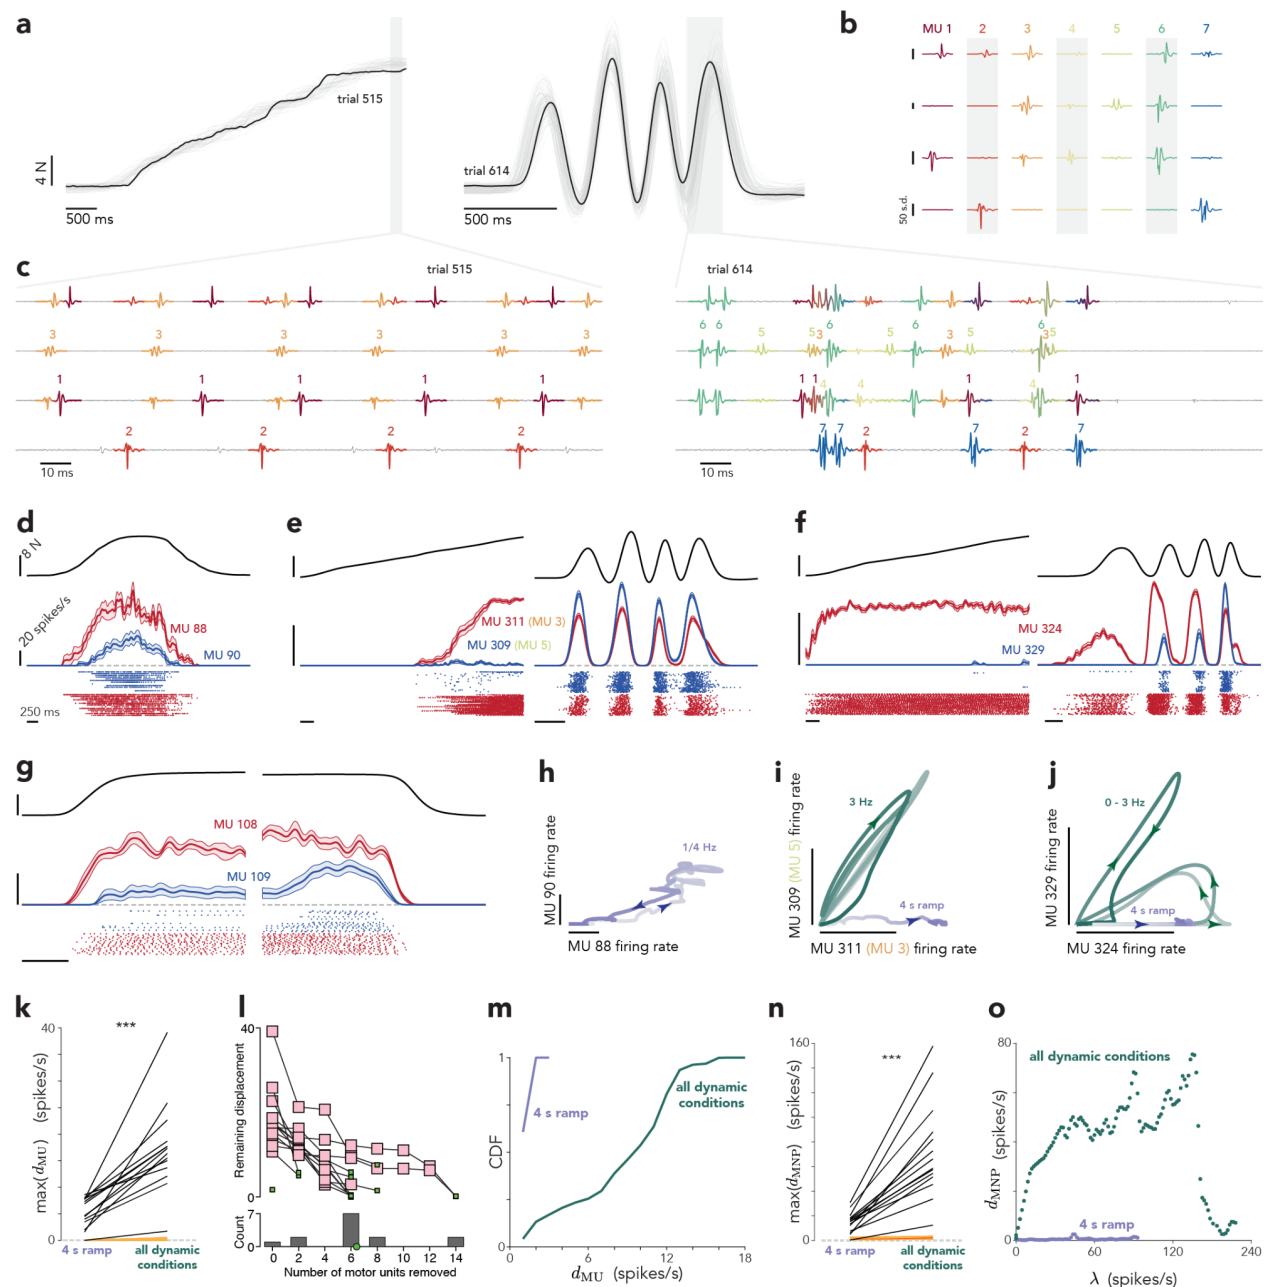 a
trial 515
4 N
500 ms
trial 614
500 ms
b
MU 1 2 3 4 5 6 7
50 s.d.
c
trial 515
3 3 3 3 3 3
1 1 1 1 1
2 2 2 2
10 ms
trial 614
6 6 5 5 3 6 5 6 3 5 6 3 5
1 1 4 4 1 4 1
7 7 2 7 2 7
10 ms
d
8 N
20 spikes/s
MU 88
MU 90
250 ms
e
MU 311 (MU 3)
MU 309 (MU 5)
f
MU 324
MU 329
g
MU 108
MU 109
h
MU 90 firing rate
1/4 Hz
MU 88 firing rate
i
MU 309 (MU 5) firing rate
3 Hz
4 s ramp
MU 311 (MU 3) firing rate
j
MU 329 firing rate
0 - 3 Hz
4 s ramp
MU 324 firing rate
k
max(dMU) (spikes/s)
40
0
***
4 s ramp
all dynamic
conditions
l
Remaining displacement
40
0
Count
7
0
0 2 4 6 8 10 12 14
Number of motor units removed
m
CDF
1
0
4 s ramp
all dynamic
conditions
0 6 12 18
dMU (spikes/s)
n
max(dMNP) (spikes/s)
160
80
0
***
4 s ramp
all dynamic
conditions
o
dMNP (spikes/s)
80
40
0
all dynamic conditions
4 s ramp
0 60 120 240
λ (spikes/s)